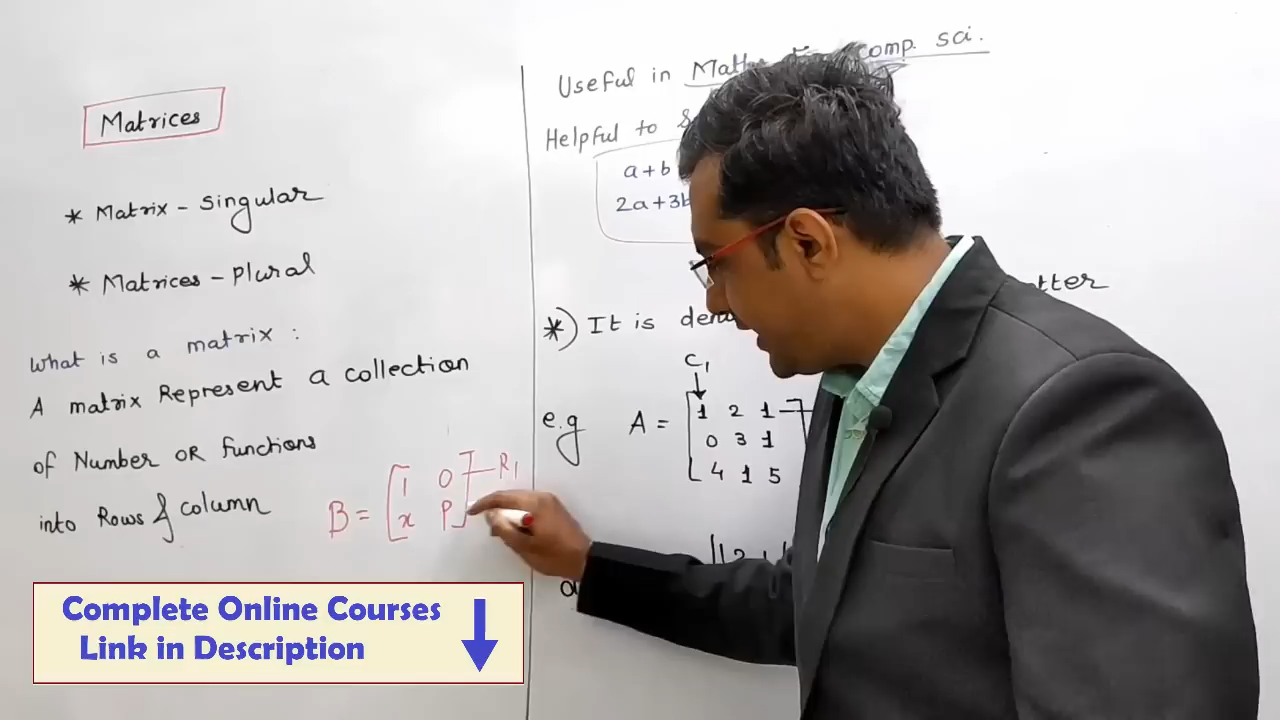 Matrices
* Matrix - Singular
* Matrices - Plural
What is a matrix :
A matrix Represent a collection
of Number OR Functions
into Rows & column
B = [ 1 0 ] R1
[ x P ]
Useful in comp. sci.
Helpful to
a+b
2a+3b
*) It is
C1
e.g A = [ 1 2 1 ]
0 3 1
4 1 5
Complete Online Courses
Link in Description